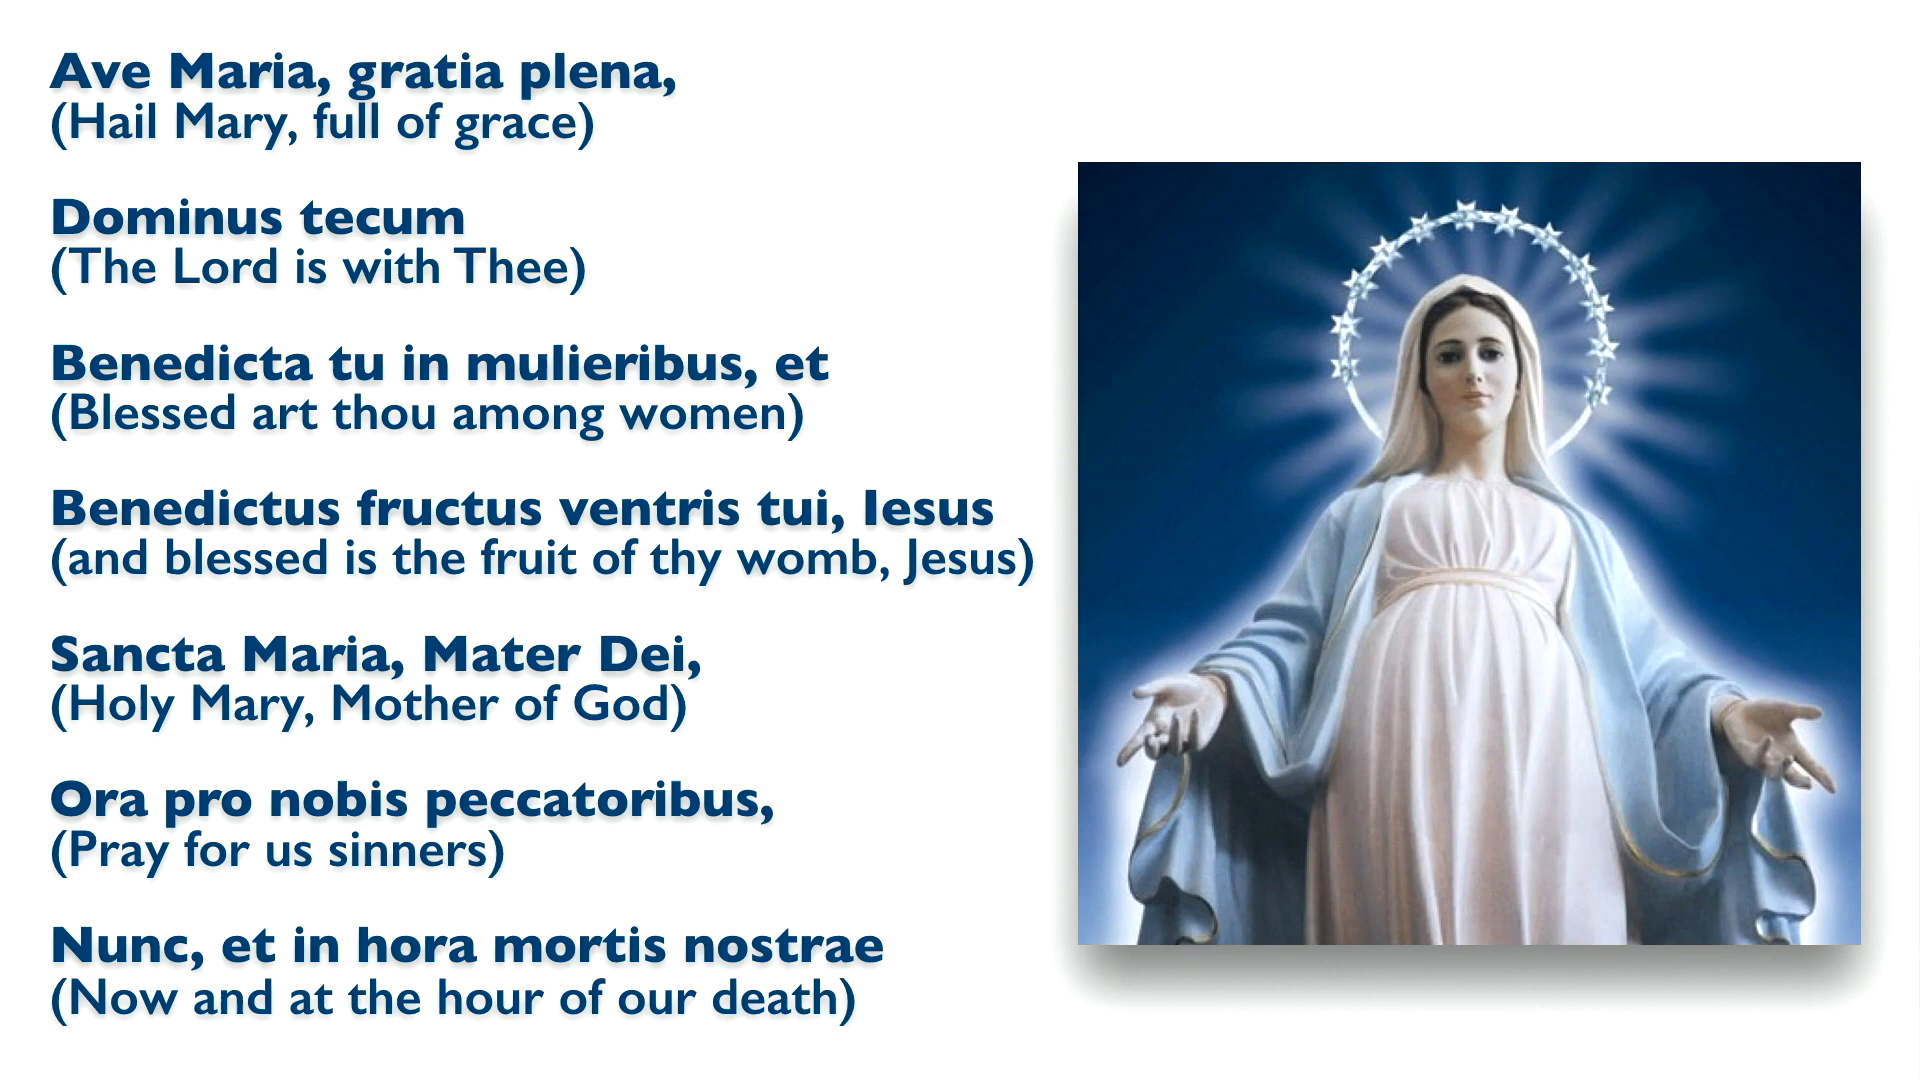 Ave Maria, gratia plena,
(Hail Mary, full of grace)
Dominus tecum
(The Lord is with Thee)
Benedicta tu in mulieribus, et
(Blessed art thou among women)
Benedictus fructus ventris tui, Iesus
(and blessed is the fruit of thy womb, Jesus)
Sancta Maria, Mater Dei,
(Holy Mary, Mother of God)
Ora pro nobis peccatoribus,
(Pray for us sinners)
Nunc, et in hora mortis nostrae
(Now and at the hour of our death)